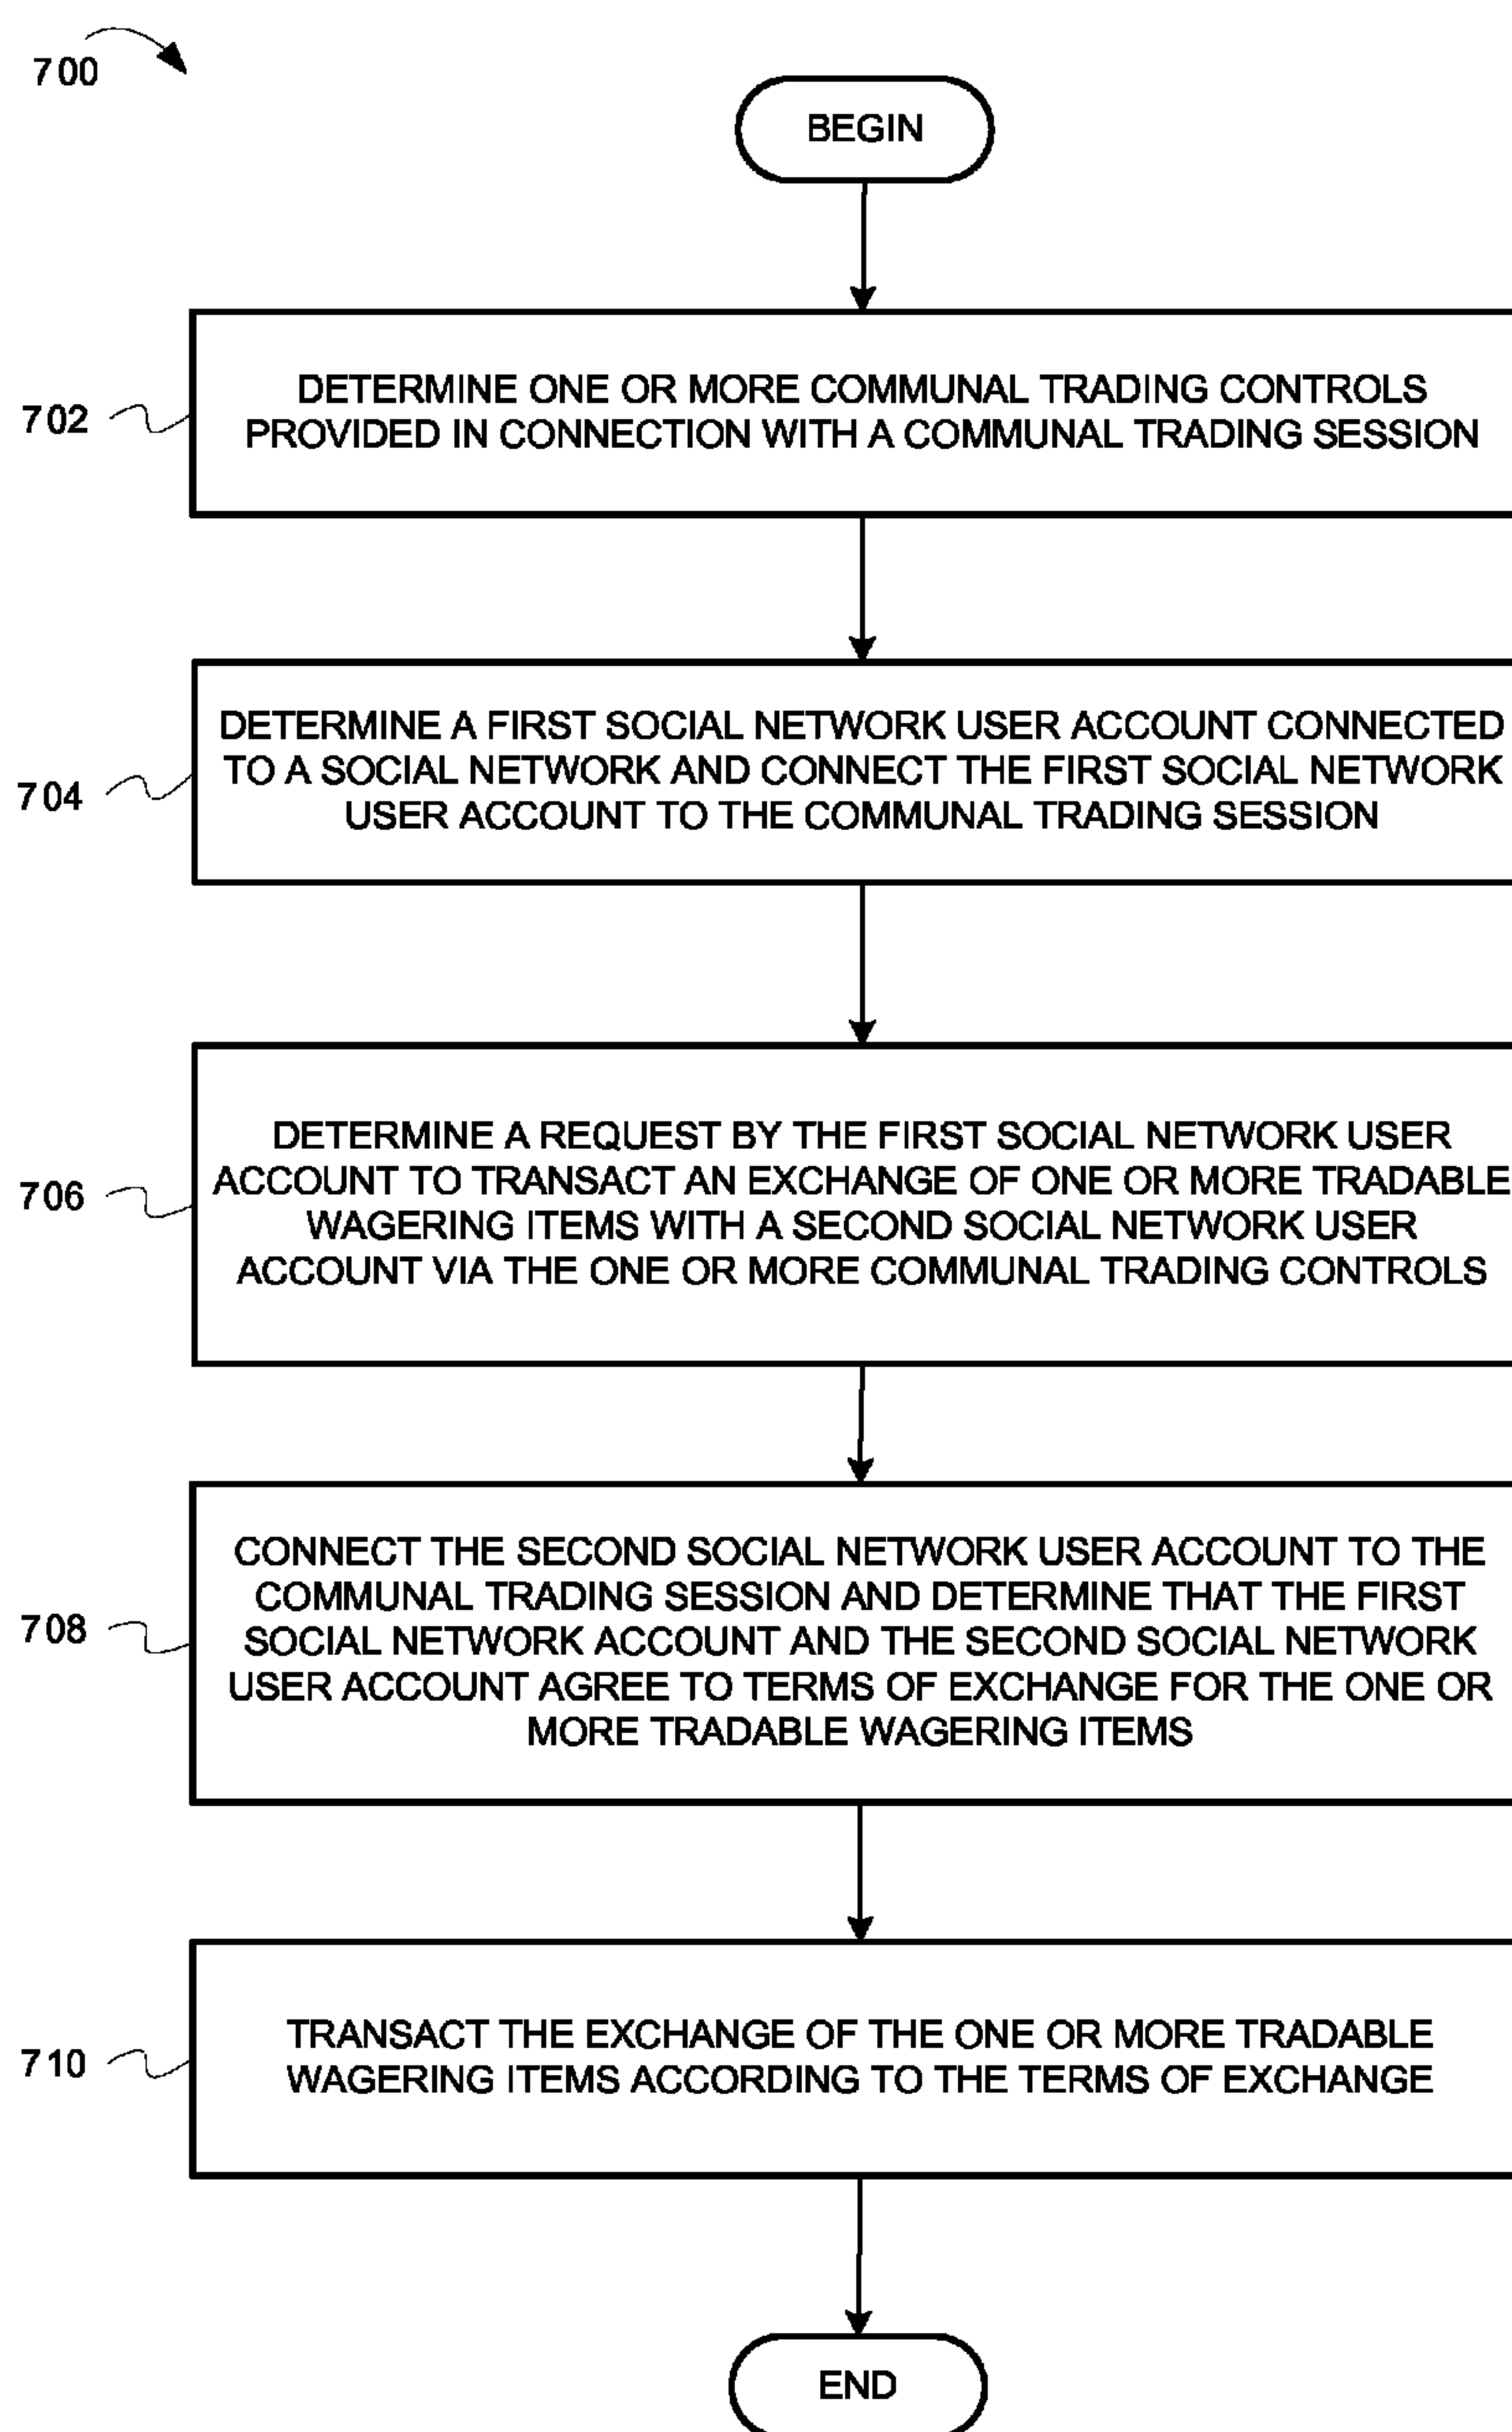 700
BEGIN
702
DETERMINE ONE OR MORE COMMUNAL TRADING CONTROLS
PROVIDED IN CONNECTION WITH A COMMUNAL TRADING SESSION
704
DETERMINE A FIRST SOCIAL NETWORK USER ACCOUNT CONNECTED
TO A SOCIAL NETWORK AND CONNECT THE FIRST SOCIAL NETWORK
USER ACCOUNT TO THE COMMUNAL TRADING SESSION
706
DETERMINE A REQUEST BY THE FIRST SOCIAL NETWORK USER
ACCOUNT TO TRANSACT AN EXCHANGE OF ONE OR MORE TRADABLE
WAGERING ITEMS WITH A SECOND SOCIAL NETWORK USER
ACCOUNT VIA THE ONE OR MORE COMMUNAL TRADING CONTROLS
708
CONNECT THE SECOND SOCIAL NETWORK USER ACCOUNT TO THE
COMMUNAL TRADING SESSION AND DETERMINE THAT THE FIRST
SOCIAL NETWORK ACCOUNT AND THE SECOND SOCIAL NETWORK
USER ACCOUNT AGREE TO TERMS OF EXCHANGE FOR THE ONE OR
MORE TRADABLE WAGERING ITEMS
710
TRANSACT THE EXCHANGE OF THE ONE OR MORE TRADABLE
WAGERING ITEMS ACCORDING TO THE TERMS OF EXCHANGE
END